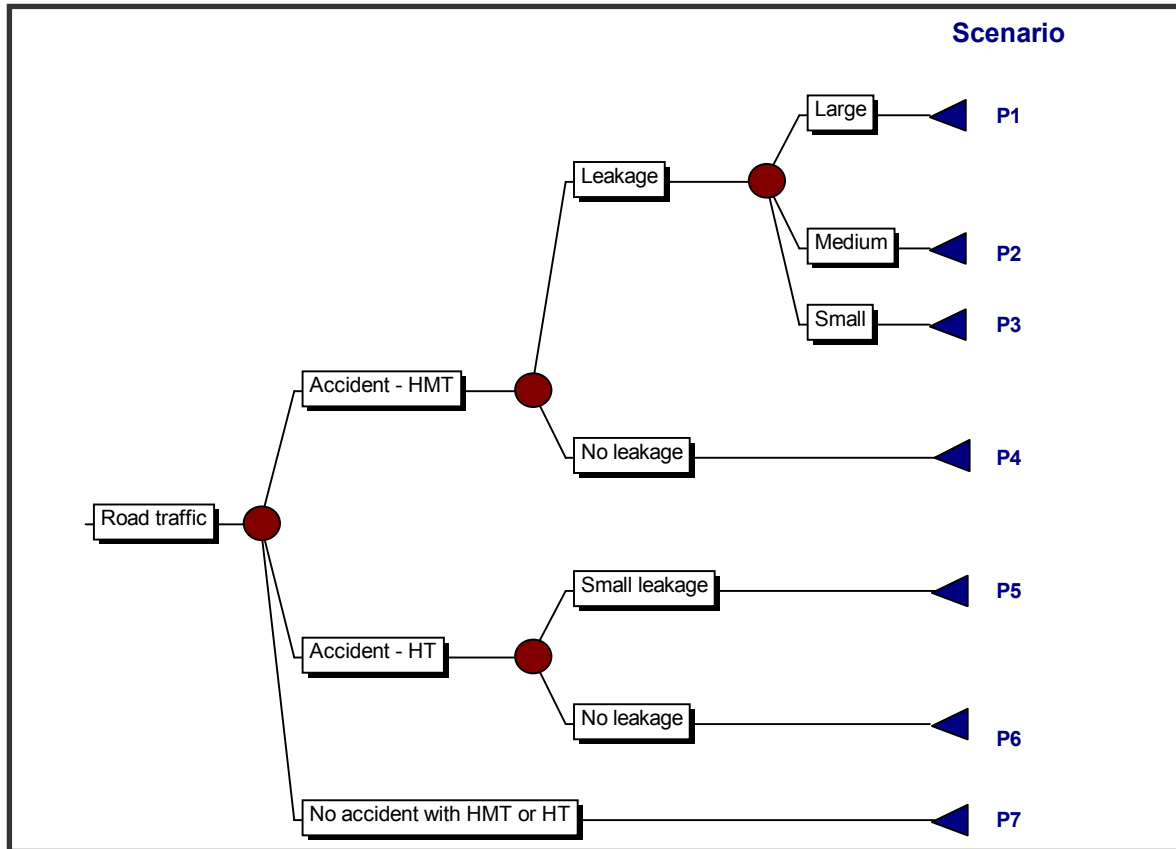 Scenario
Large
P1
Leakage
Medium
P2
Small
P3
Accident - HMT
No leakage
P4
Road traffic
Small leakage
P5
Accident - HT
No leakage
P6
No accident with HMT or HT
P7